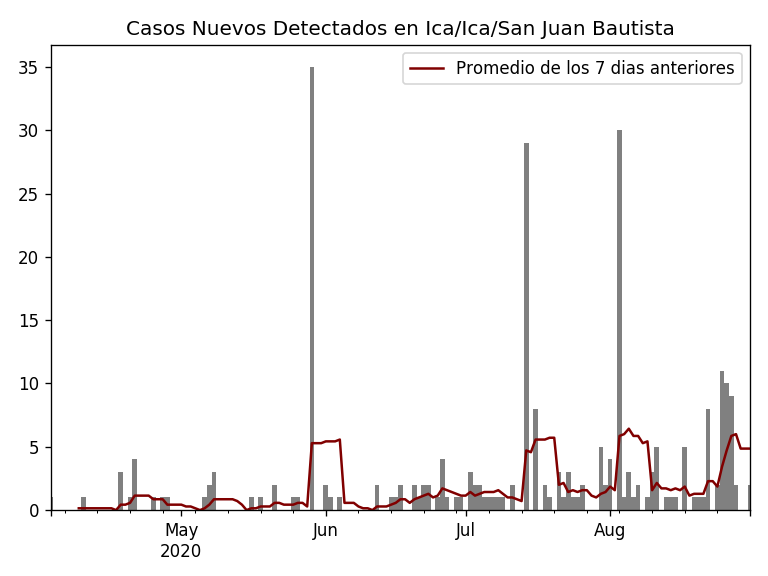 Casos Nuevos Detectados en Ica/Ica/San Juan Bautista
Promedio de los 7 dias anteriores
35
30
25
20
15
10
5
0
May
2020
Jun
Jul
Aug